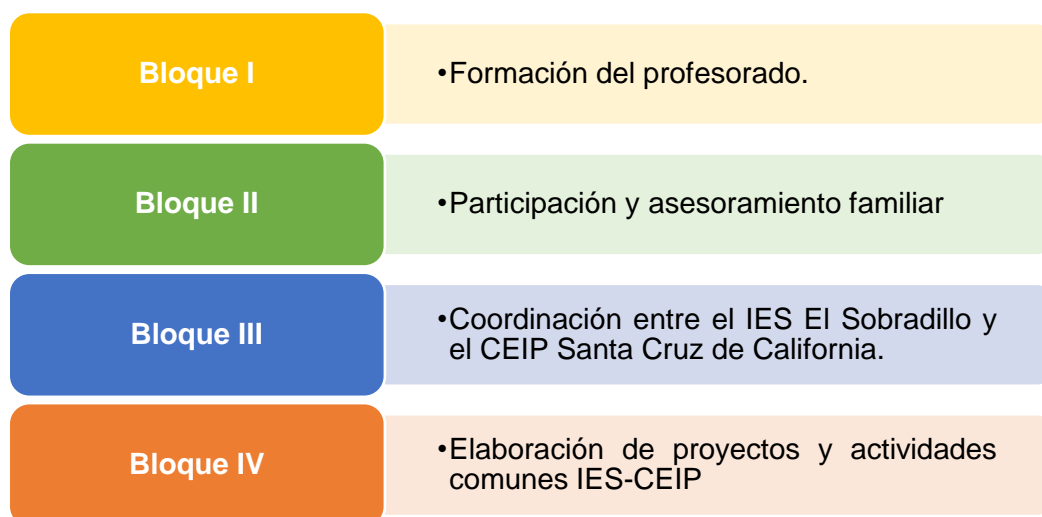 Bloque I
•Formación del profesorado.
Bloque II
•Participación y asesoramiento familiar
Bloque III
•Coordinación entre el IES El Sobradillo y
el CEIP Santa Cruz de California.
Bloque IV
•Elaboración de proyectos y actividades
comunes IES-CEIP